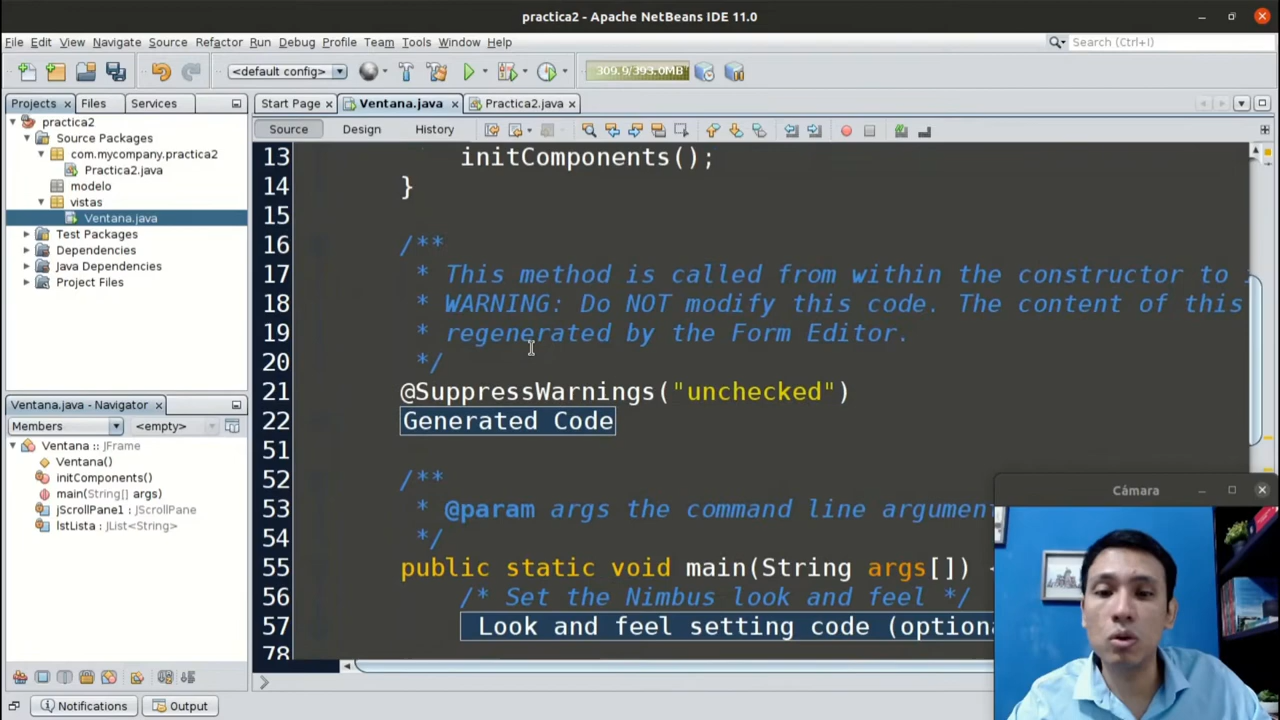 practica2 - Apache NetBeans IDE 11.0
File Edit View Navigate Source Refactor Run Debug Profile Team Tools Window Help
Search (Ctrl+I)
<default config>
309.9/393.0MB
Projects Files Services
Start Page Ventana.java Practica2.java
practica2
Source Packages
com.mycompany.practica2
Practica2.java
modelo
vistas
Ventana.java
Test Packages
Dependencies
Java Dependencies
Project Files
Source Design History
13 initComponents();
14 }
15
16 /**
17 * This method is called from within the constructor to
18 * WARNING: Do NOT modify this code. The content of this
19 * regenerated by the Form Editor.
20 */
21 @SuppressWarnings("unchecked")
22 Generated Code
51
52 /**
53 * @param args the command line argument
54 */
55 public static void main(String args[])
56 /* Set the Nimbus look and feel */
57 Look and feel setting code (optiona
78
Ventana.java - Navigator
Members <empty>
Ventana :: JFrame
Ventana()
initComponents()
main(String[] args)
jScrollPane1 : JScrollPane
lstLista : JList<String>
Cámara
Notifications Output